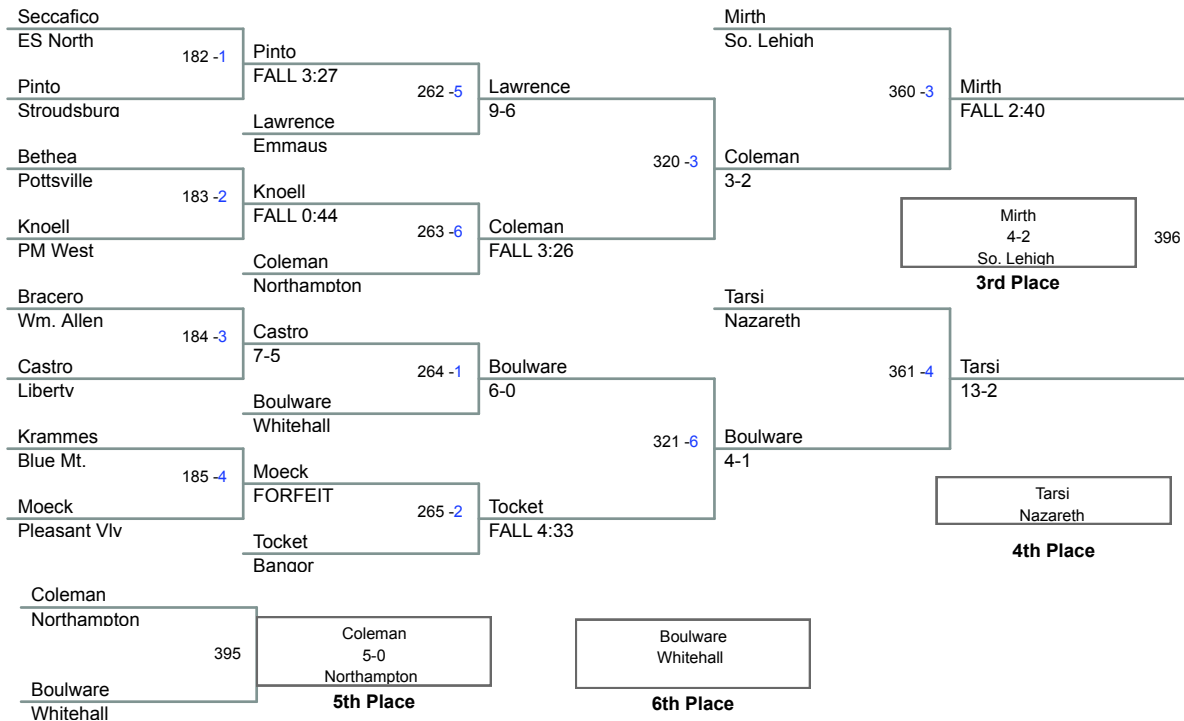 Seccafico
ES North
182 -1
Pinto
FALL 3:27
Pinto
Stroudsburg
262 -5
Lawrence
9-6
Lawrence
Emmaus
Bethea
Pottsville
183 -2
Knoell
FALL 0:44
Knoell
PM West
263 -6
Coleman
FALL 3:26
Coleman
Northampton
320 -3
Coleman
3-2
Mirth
So. Lehigh
360 -3
Mirth
FALL 2:40
Mirth
4-2
So. Lehigh
396
3rd Place
Bracero
Wm. Allen
184 -3
Castro
7-5
Castro
Liberty
264 -1
Boulware
6-0
Boulware
Whitehall
Krammes
Blue Mt.
185 -4
Moeck
FORFEIT
Moeck
Pleasant Vly
265 -2
Tocket
FALL 4:33
Tocket
Bangor
321 -6
Boulware
4-1
Tarsi
Nazareth
361 -4
Tarsi
13-2
Tarsi
Nazareth
4th Place
Coleman
Northampton
395
Boulware
Whitehall
Coleman
5-0
Northampton
5th Place
Boulware
Whitehall
6th Place